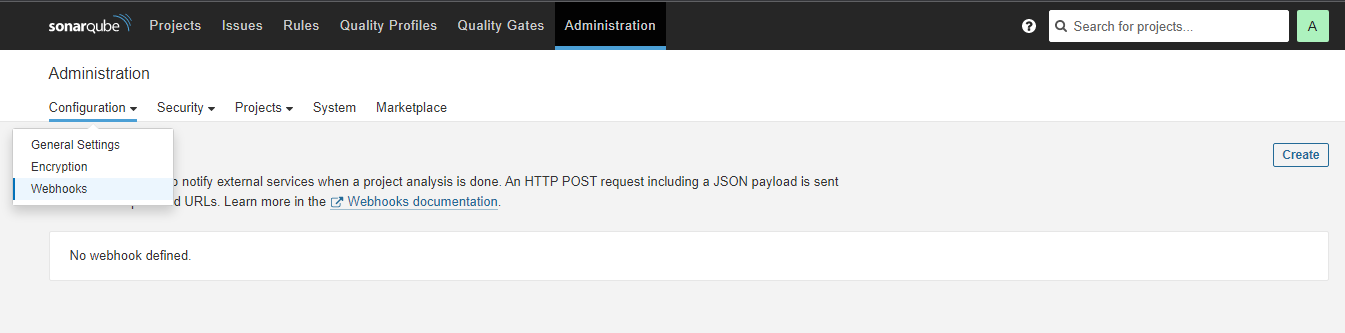 sonarqube Projects Issues Rules Quality Profiles Quality Gates Administration ? Search for projects... A
Administration
Configuration Security Projects System Marketplace
General Settings
Encryption
Webhooks
Create
notify external services when a project analysis is done. An HTTP POST request including a JSON payload is sent
URLs. Learn more in the Webhooks documentation.
No webhook defined.